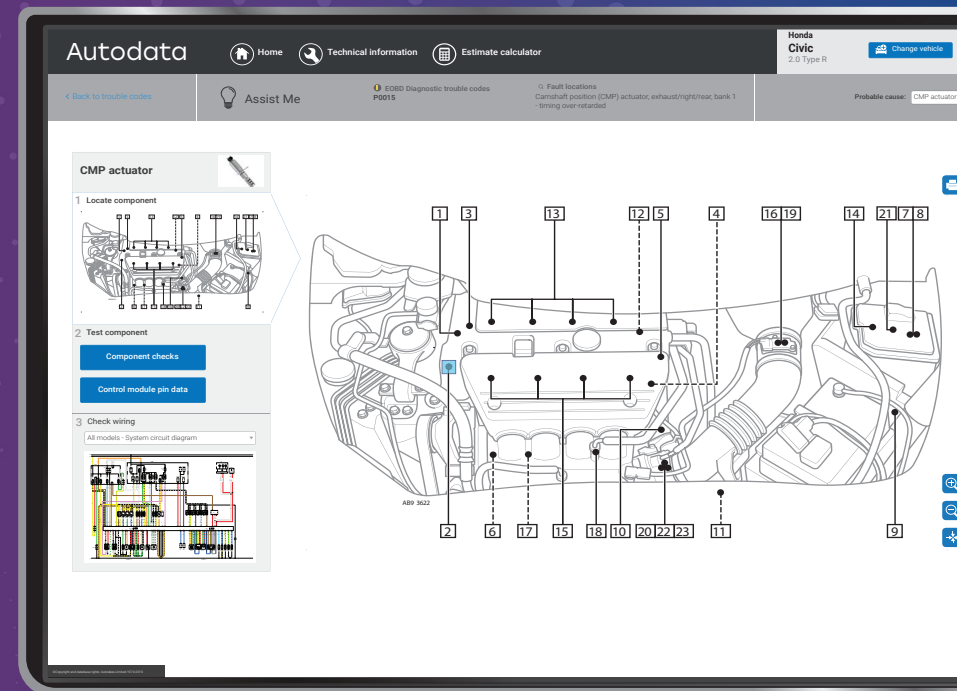 Autodata
Home
Technical information
Estimate calculator
Honda
Civic
2.0 Type R
Change vehicle
< Back to trouble codes
Assist Me
EOBD Diagnostic trouble codes
P0015
Fault locations
Camshaft position (CMP) actuator, exhaust/right/rear, bank 1
- timing over-retarded
Probable cause:
CMP actuator
CMP actuator
1 Locate component
2 Test component
Component checks
Control module pin data
3 Check wiring
All models - System circuit diagram
1 3 13 12 5 4 16 19 14 21 7 8
AB9 3622
2 6 17 15 18 10 20 22 23 11 9